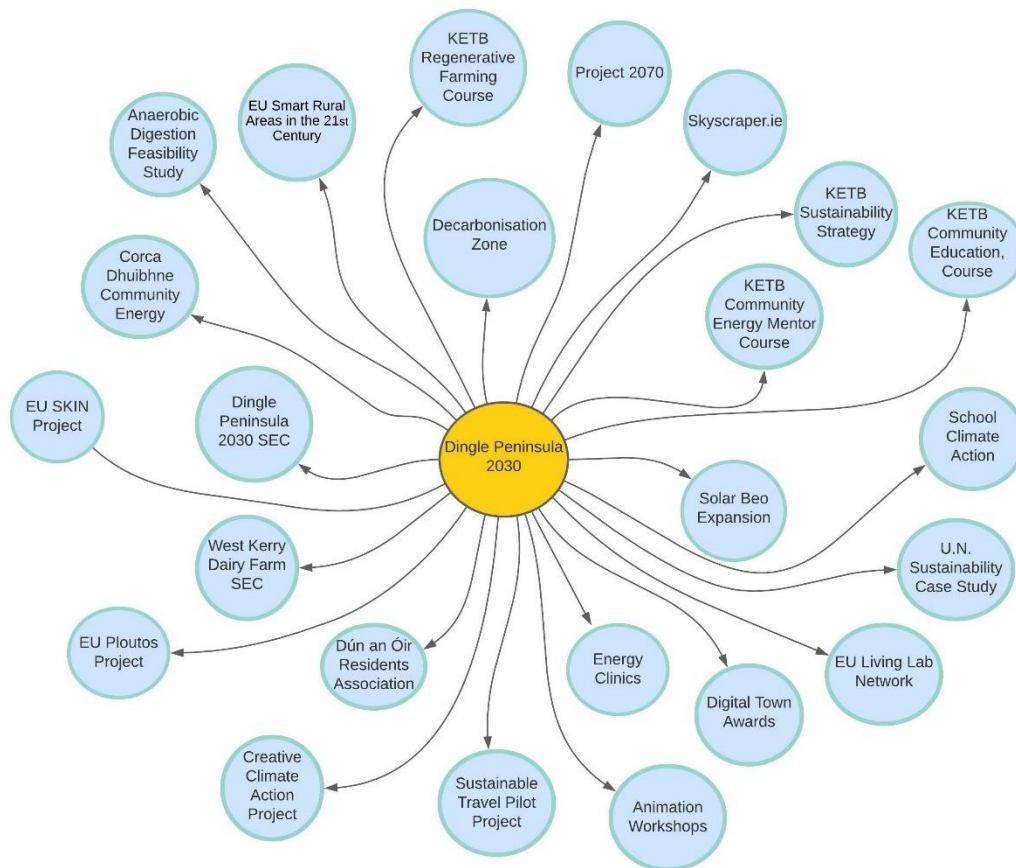 KETB
Regenerative
Farming
Course
Project 2070
EU Smart Rural
Areas in the 21st
Century
Skyscraper.ie
Anaerobic
Digestion
Feasibility
Study
KETB
Sustainability
Strategy
KETB
Community
Education,
Course
Decarbonisation
Zone
Corca
Dhuibhne
Community
Energy
KETB
Community
Energy Mentor
Course
EU SKIN
Project
Dingle
Peninsula
2030 SEC
Dingle Peninsula
2030
School
Climate
Action
Solar Beo
Expansion
West Kerry
Dairy Farm
SEC
U.N.
Sustainability
Case Study
EU Ploutos
Project
Dún an Óir
Residents
Association
Energy
Clinics
EU Living Lab
Network
Digital Town
Awards
Creative
Climate
Action
Project
Sustainable
Travel Pilot
Project
Animation
Workshops